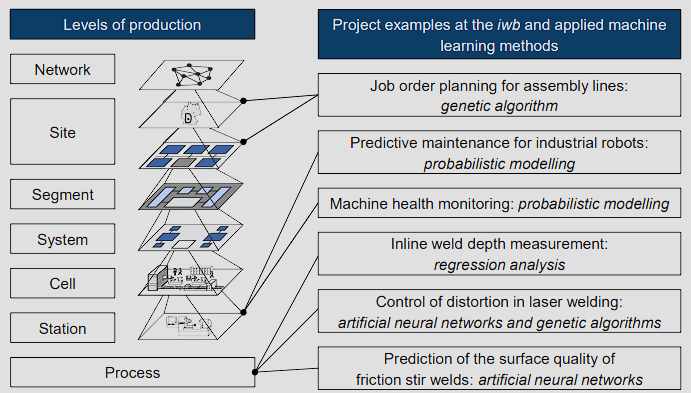 Levels of production
Project examples at the iwb and applied machine
learning methods
Network
Site
Segment
System
Cell
Station
Process
D
Job order planning for assembly lines:
genetic algorithm
Predictive maintenance for industrial robots:
probabilistic modelling
Machine health monitoring: probabilistic modelling
Inline weld depth measurement:
regression analysis
Control of distortion in laser welding:
artificial neural networks and genetic algorithms
Prediction of the surface quality of
friction stir welds: artificial neural networks